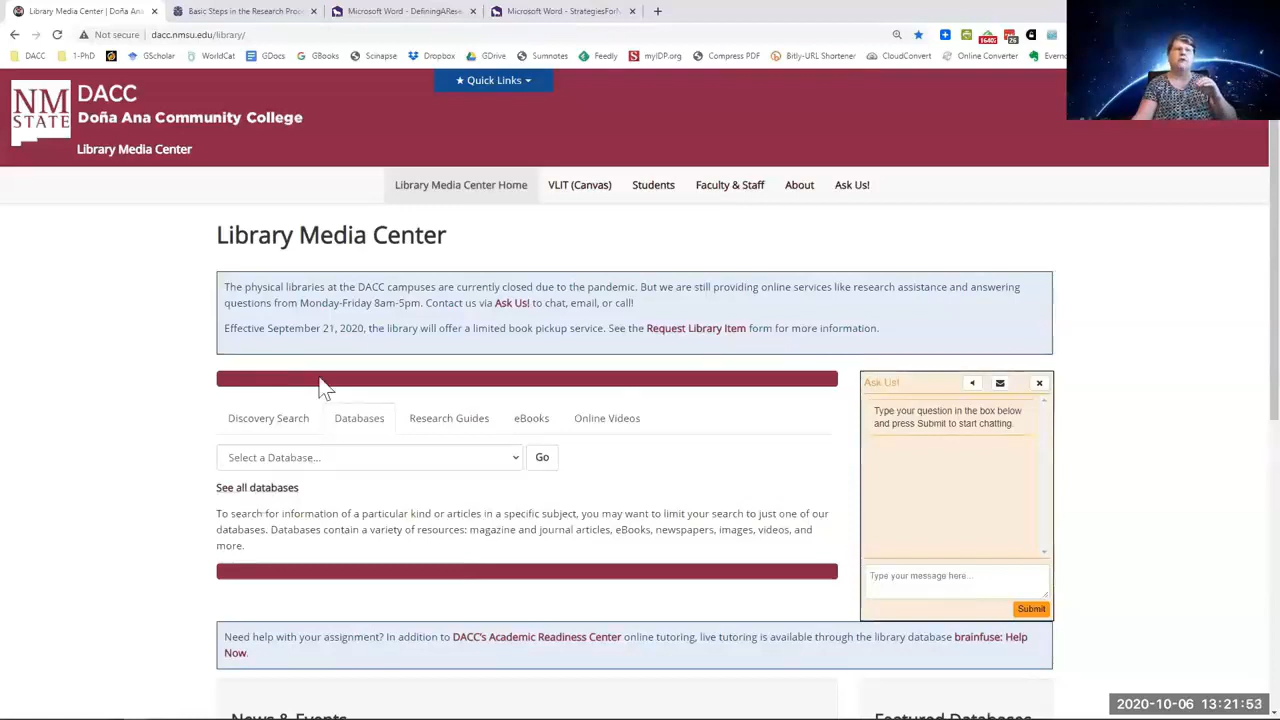 Library Media Center | Doña Ana
Basic Steps in the Research Proc
Microsoft Word - DefiningARese
Microsoft Word - StrategiesForN
Not secure | dacc.nmsu.edu/library/
DACC 1-PhD GScholar WorldCat GDocs GBooks Scinapse Dropbox GDrive Sumnotes Feedly myIDP.org Compress PDF Bitly-URL Shortener CloudConvert Online Converter Evern
★ Quick Links
NM
STATE
DACC
Doña Ana Community College
Library Media Center
Library Media Center Home VLIT (Canvas) Students Faculty & Staff About Ask Us!
Library Media Center
The physical libraries at the DACC campuses are currently closed due to the pandemic. But we are still providing online services like research assistance and answering
questions from Monday-Friday 8am-5pm. Contact us via Ask Us! to chat, email, or call!
Effective September 21, 2020, the library will offer a limited book pickup service. See the Request Library Item form for more information.
Discovery Search Databases Research Guides eBooks Online Videos
Select a Database... Go
See all databases
To search for information of a particular kind or articles in a specific subject, you may want to limit your search to just one of our
databases. Databases contain a variety of resources: magazine and journal articles, eBooks, newspapers, images, videos, and
more.
Ask Us!
Type your question in the box below
and press Submit to start chatting.
Type your message here...
Submit
Need help with your assignment? In addition to DACC's Academic Readiness Center online tutoring, live tutoring is available through the library database brainfuse: Help
Now.
News & Events
Featured Databases
2020-10-06 13:21:53